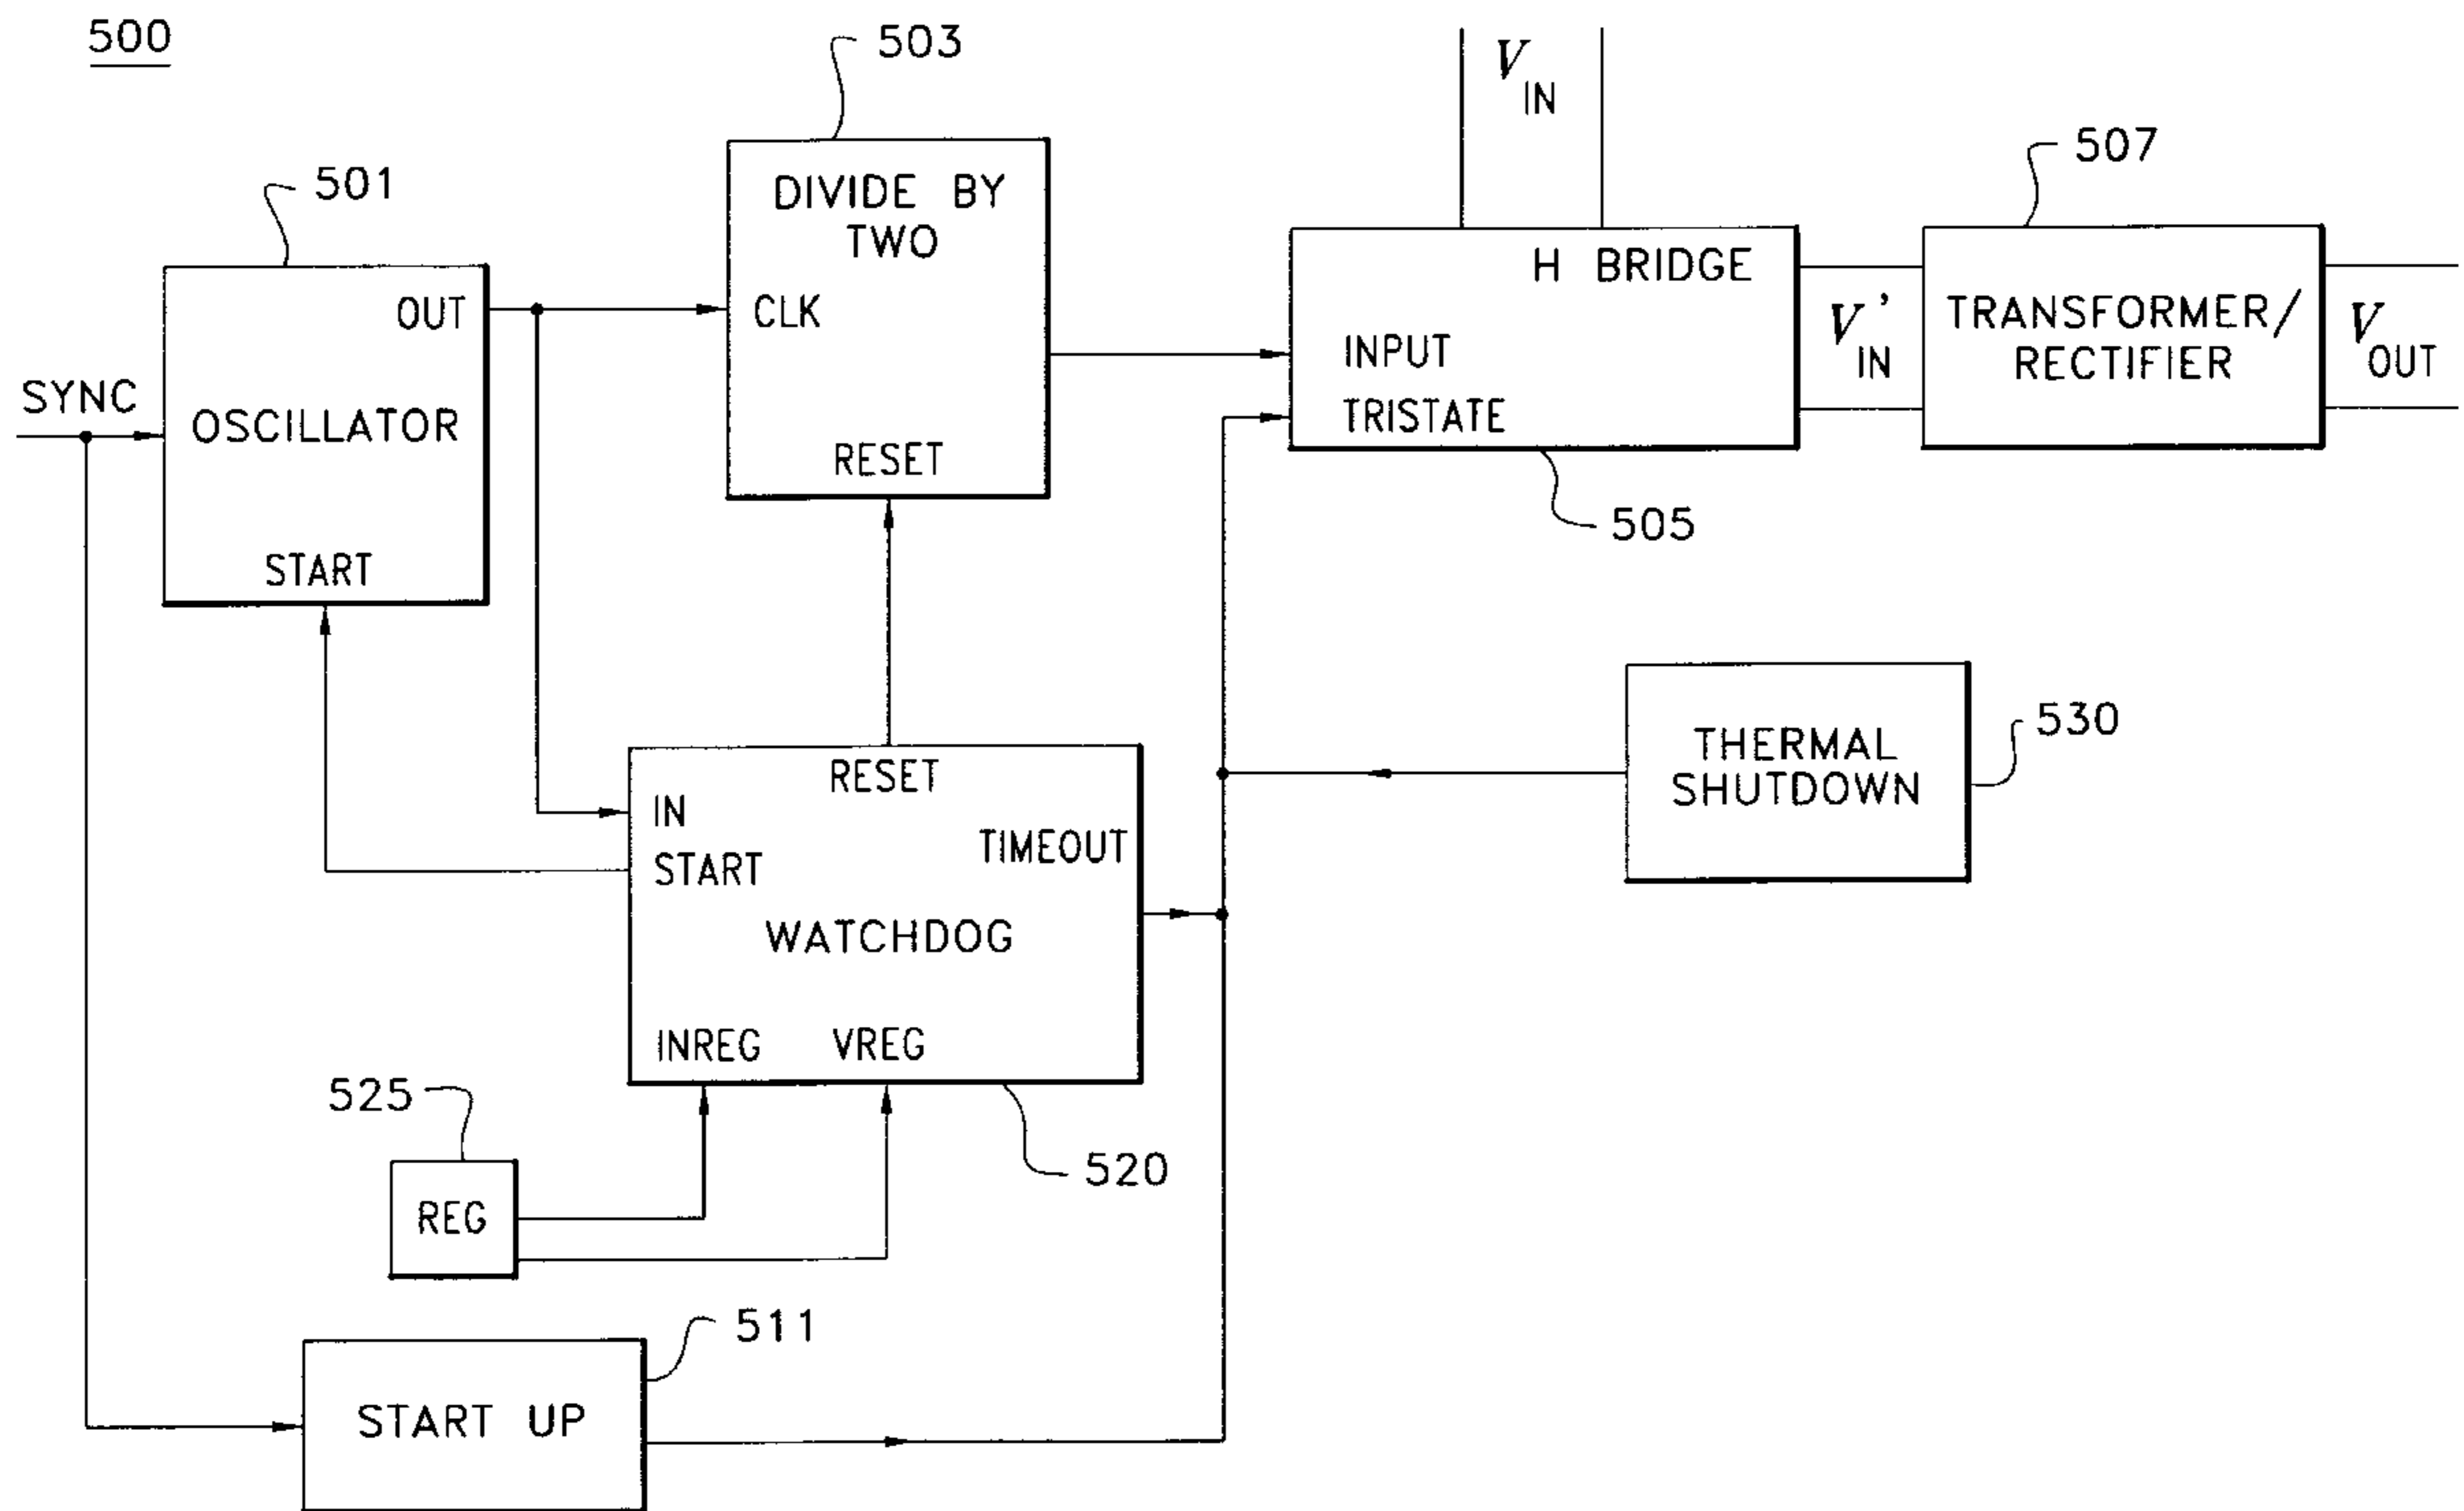 500
503
V
IN
501
DIVIDE BY
TWO
507
OUT
CLK
H BRIDGE
INPUT
TRISTATE
V'
IN
TRANSFORMER/
RECTIFIER
V
OUT
SYNC
OSCILLATOR
RESET
505
START
RESET
IN
START
TIMEOUT
WATCHDOG
THERMAL
SHUTDOWN
530
INREG
VREG
525
520
REG
511
START UP